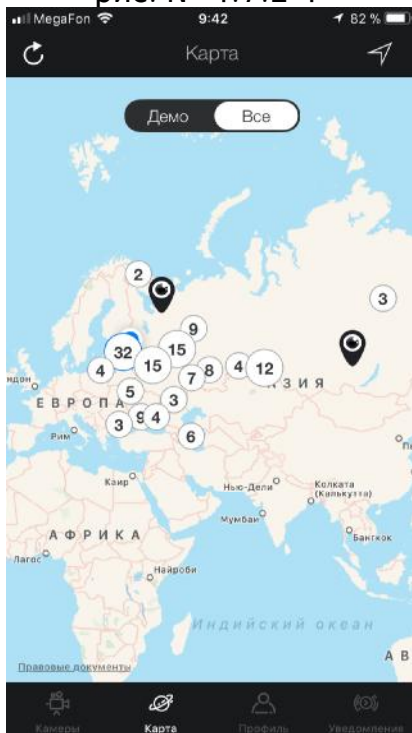 MegaFon 9:42 82 %
Карта
Демо Все
2
3
9
32 15
4 15 7 8 4 12
АЗИЯ
5
ЕВРОПА 3
3 9 4
Рим 6
Каир Нью-Дели Колката
(Калькутта)
Мумбаи
Бангкок
АФРИКА
Лагос
Найроби
Индийский океан
А В
Правовые документы
Камеры Карта Профиль Уведомления